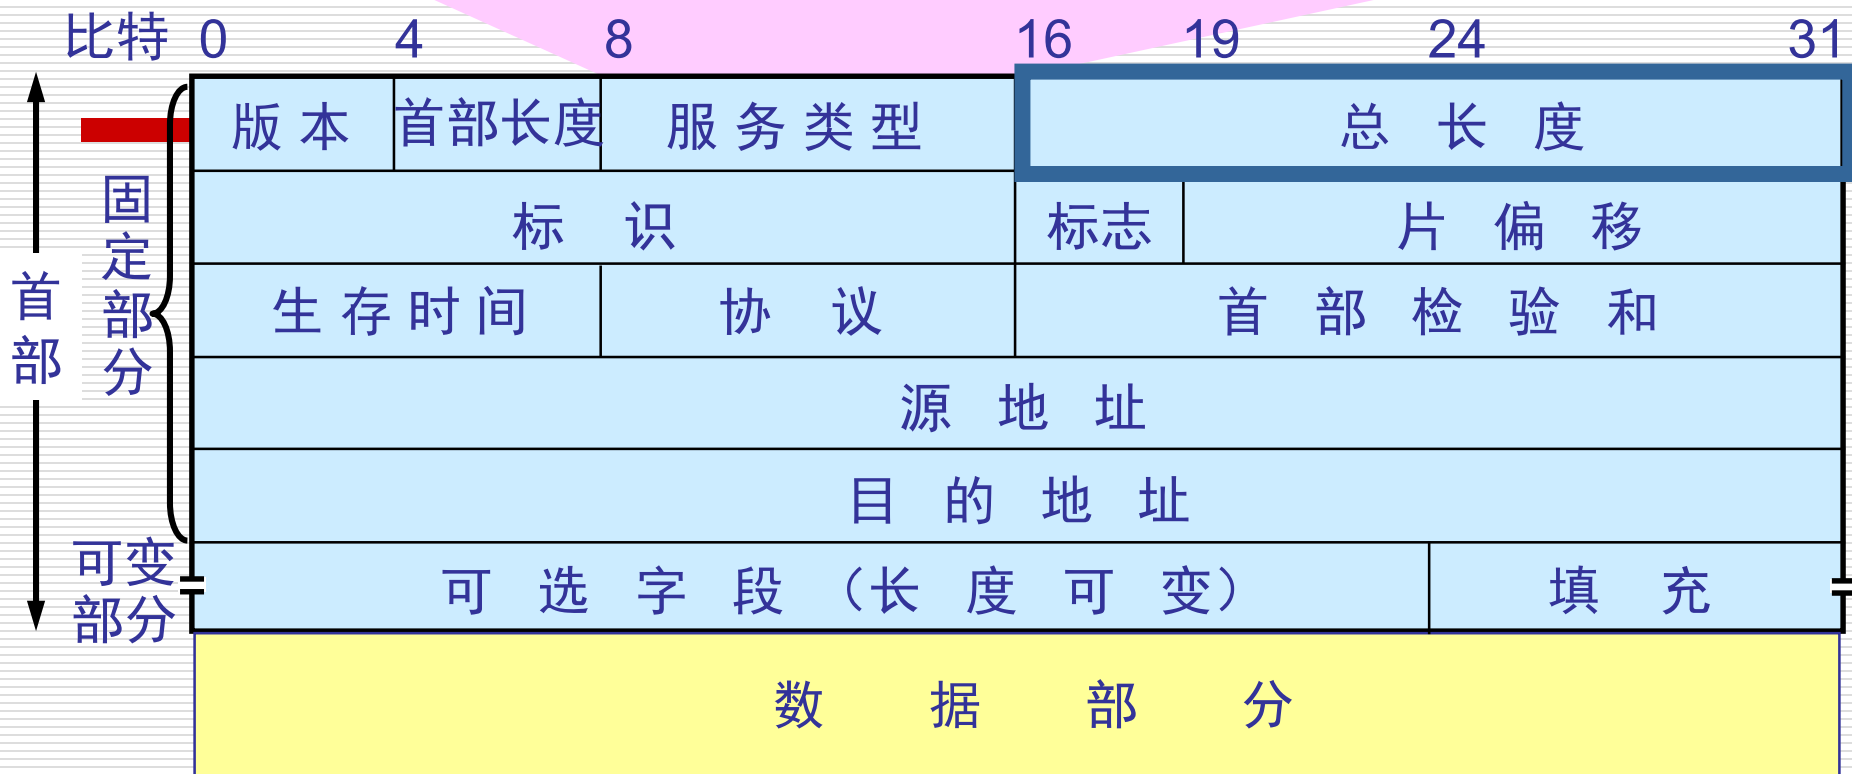 比特 0 4 8 16 19 24 31
版本 首部长度 服务类型 总长度
标识 标志 片偏移
生存时间 协议 首部检验和
源地址
目的地址
可选字段（长度可变） 填充
数据部分
首部
固定部分
可变
部分